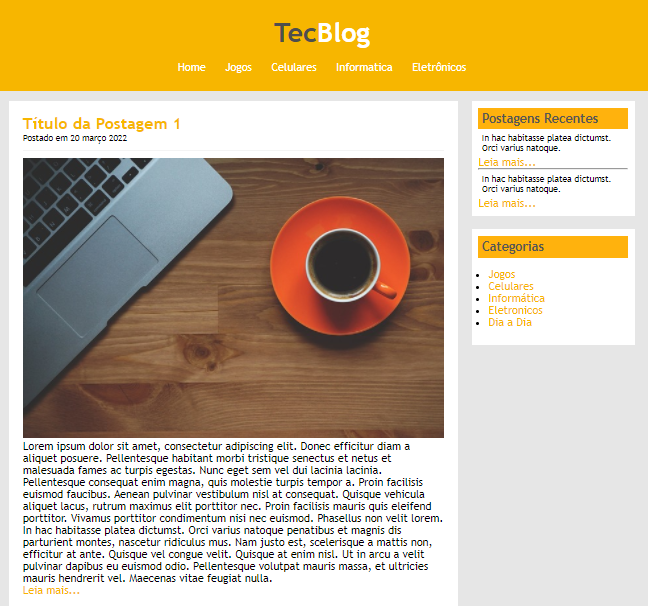 TecBlog
Home Jogos Celulares Informatica Eletrônicos
Título da Postagem 1
Postado em 20 março 2022
Lorem ipsum dolor sit amet, consectetur adipiscing elit. Donec efficitur diam a
aliquet posuere. Pellentesque habitant morbi tristique senectus et netus et
malesuada fames ac turpis egestas. Nunc eget sem vel dui lacinia lacinia.
Pellentesque consequat enim magna, quis molestie turpis tempor a. Proin facilisis
euismod faucibus. Aenean pulvinar vestibulum nisl at consequat. Quisque vehicula
aliquet lacus, rutrum maximus elit porttitor nec. Proin facilisis mauris quis eleifend
porttitor. Vivamus porttitor condimentum nisi nec euismod. Phasellus non velit lorem.
In hac habitasse platea dictumst. Orci varius natoque penatibus et magnis dis
parturient montes, nascetur ridiculus mus. Nam justo est, scelerisque a mattis non,
efficitur at ante. Quisque vel congue velit. Quisque at enim nisl. Ut in arcu a velit
pulvinar dapibus eu euismod odio. Pellentesque volutpat mauris massa, et ultricies
mauris hendrerit vel. Maecenas vitae feugiat nulla.
Leia mais...
Postagens Recentes
In hac habitasse platea dictumst.
Orci varius natoque.
Leia mais...
In hac habitasse platea dictumst.
Orci varius natoque.
Leia mais...
Categorias
Jogos
Celulares
Informática
Eletronicos
Dia a Dia